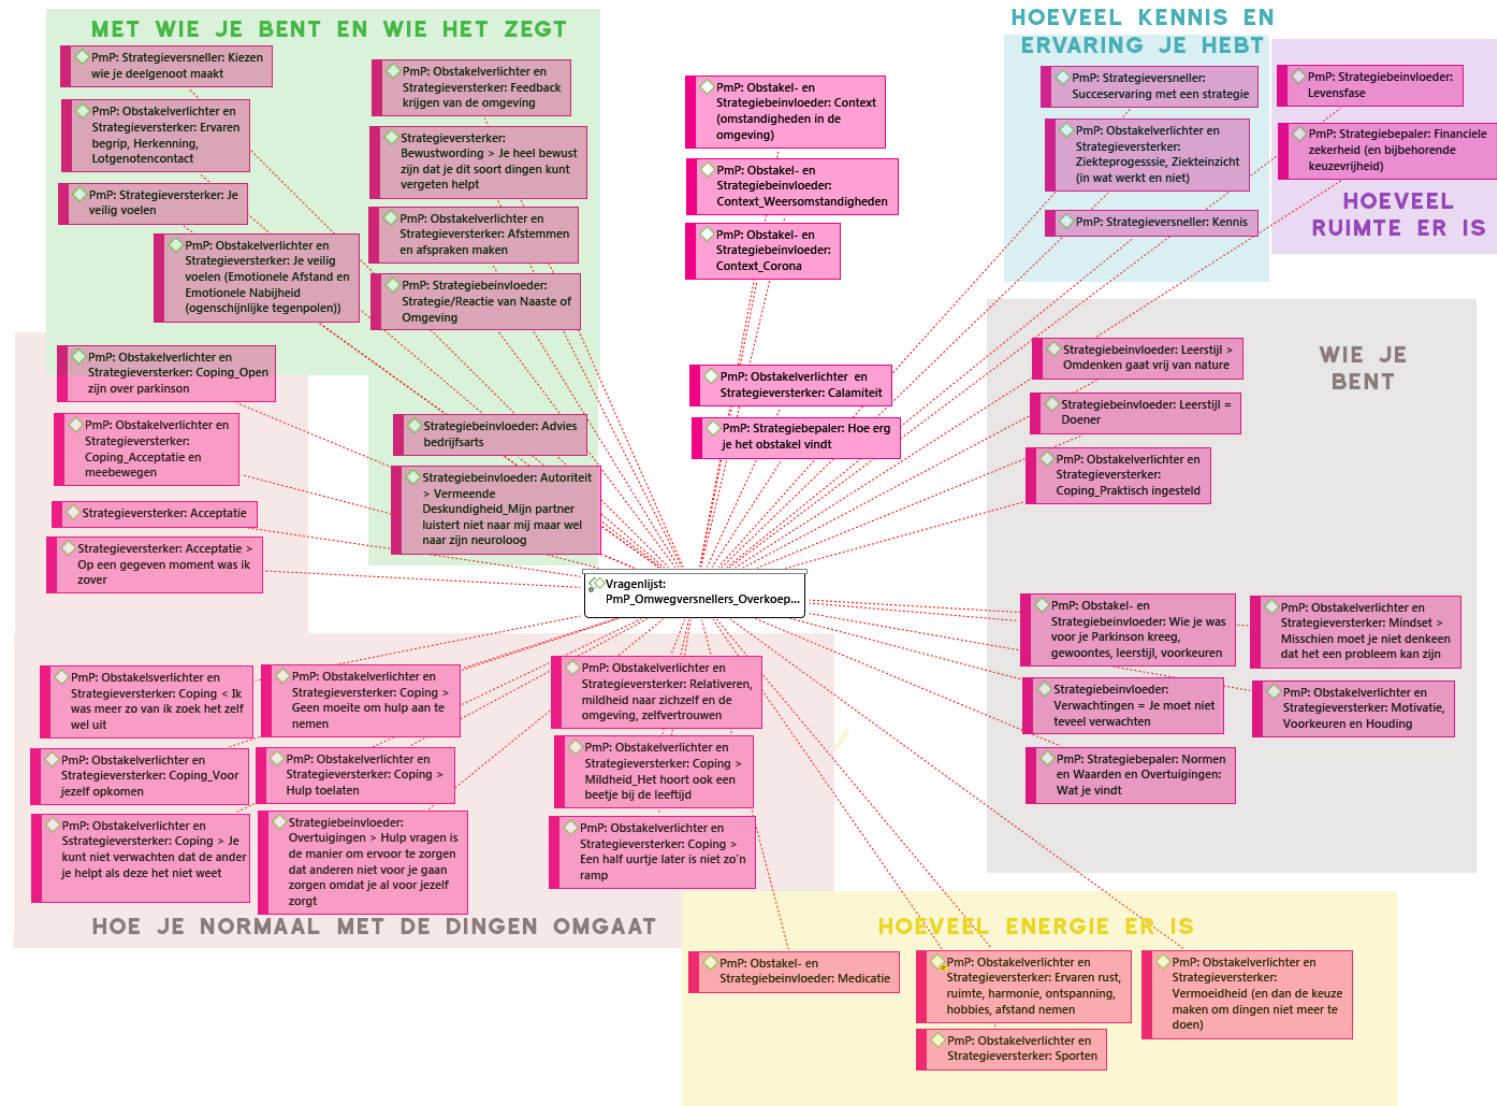 MET WIE JE BENT EN WIE HET ZEGT
PmP: Strategieversneller: Kiezen
wie je deelgenoot maakt
PmP: Obstakelverlichter en
Strategieversterker: Ervaren
begrip, Herkenning,
Lotgenotencontact
PmP: Strategieversterker: Je
veilig voelen
PmP: Obstakelverlichter en
Strategieversterker: Je veilig
voelen (Emotionele Afstand en
Emotionele Nabijheid
(ogenschijnlijke tegenpolen))
PmP: Obstakelverlichter en
Strategieversterker: Feedback
krijgen van de omgeving
Strategieversterker:
Bewustwording > Je heel bewust
zijn dat je dit soort dingen kunt
vergeten helpt
PmP: Obstakelverlichter en
Strategieversterker: Afstemmen
en afspraken maken
PmP: Strategiebeinvloeder:
Strategie/Reactie van Naaste of
Omgeving
Strategiebeinvloeder: Advies
bedrijfsarts
Strategiebeinvloeder: Autoriteit
> Vermeende
Deskundigheid_Mijn partner
luistert niet naar mij maar wel
naar zijn neuroloog
PmP: Obstakel- en
Strategiebeinvloeder: Context
(omstandigheden in de
omgeving)
PmP: Obstakel- en
Strategiebeinvloeder:
Context_Weersomstandigheden
PmP: Obstakel- en
Strategiebeinvloeder:
Context_Corona
PmP: Obstakelverlichter en
Strategieversterker: Calamiteit
PmP: Strategiebepaler: Hoe erg
je het obstakel vindt
HOEVEEL KENNIS EN
ERVARING JE HEBT
PmP: Strategieversneller:
Succeservaring met een strategie
PmP: Obstakelverlichter en
Strategieversterker:
Ziekteprogesssie, Ziekteinzicht
(in wat werkt en niet)
PmP: Strategieversneller: Kennis
PmP: Strategiebeinvloeder:
Levensfase
PmP: Strategiebepaler: Financiele
zekerheid (en bijbehorende
keuzevrijheid)
HOEVEEL
RUIMTE ER IS
WIE JE
BENT
Strategiebeinvloeder: Leerstijl >
Omdenken gaat vrij van nature
Strategiebeinvloeder: Leerstijl =
Doener
PmP: Obstakelverlichter en
Strategieversterker:
Coping_Praktisch ingesteld
PmP: Obstakel- en
Strategiebeinvloeder: Wie je was
voor je Parkinson kreeg,
gewoontes, leerstijl, voorkeuren
PmP: Obstakelverlichter en
Strategieversterker: Mindset >
Misschien moet je niet denkeen
dat het een probleem kan zijn
Strategiebeinvloeder:
Verwachtingen = Je moet niet
teveel verwachten
PmP: Obstakelverlichter en
Strategieversterker: Motivatie,
Voorkeuren en Houding
PmP: Strategiebepaler: Normen
en Waarden en Overtuigingen:
Wat je vindt
PmP: Obstakelverlichter en
Strategieversterker: Coping_Open
zijn over parkinson
PmP: Obstakelverlichter en
Strategieversterker:
Coping_Acceptatie en
meebewegen
Strategieversterker: Acceptatie
Strategieversterker: Acceptatie >
Op een gegeven moment was ik
zover
Vragenlijst:
PmP_Omwegversnellers_Overkoep...
PmP: Obstakelverlichter en
Strategieversterker: Coping < Ik
was meer zo van ik zoek het zelf
wel uit
PmP: Obstakelverlichter en
Strategieversterker: Coping >
Geen moeite om hulp aan te
nemen
PmP: Obstakelverlichter en
Strategieversterker: Coping_Voor
jezelf opkomen
PmP: Obstakelverlichter en
Strategieversterker: Coping >
Hulp toelaten
PmP: Obstakelverlichter en
Sstrategieversterker: Coping > Je
kunt niet verwachten dat de ander
je helpt als deze het niet weet
Strategiebeinvloeder:
Overtuigingen > Hulp vragen is
de manier om ervoor te zorgen
dat anderen niet voor je gaan
zorgen omdat je al voor jezelf
zorgt
PmP: Obstakelverlichter en
Strategieversterker: Relativeren,
mildheid naar zichzelf en de
omgeving, zelfvertrouwen
PmP: Obstakelverlichter en
Strategieversterker: Coping >
Mildheid_Het hoort ook een
beetje bij de leeftijd
PmP: Obstakelverlichter en
Strategieversterker: Coping >
Een half uurtje later is niet zo'n
ramp
HOE JE NORMAAL MET DE DINGEN OMGAAT
HOEVEEL ENERGIE ER IS
PmP: Obstakel- en
Strategiebeinvloeder: Medicatie
PmP: Obstakelverlichter en
Strategieversterker: Ervaren rust,
ruimte, harmonie, ontspanning,
hobbies, afstand nemen
PmP: Obstakelverlichter en
Strategieversterker: Sporten
PmP: Obstakelverlichter en
Strategieversterker:
Vermoeidheid (en dan de keuze
maken om dingen niet meer te
doen)